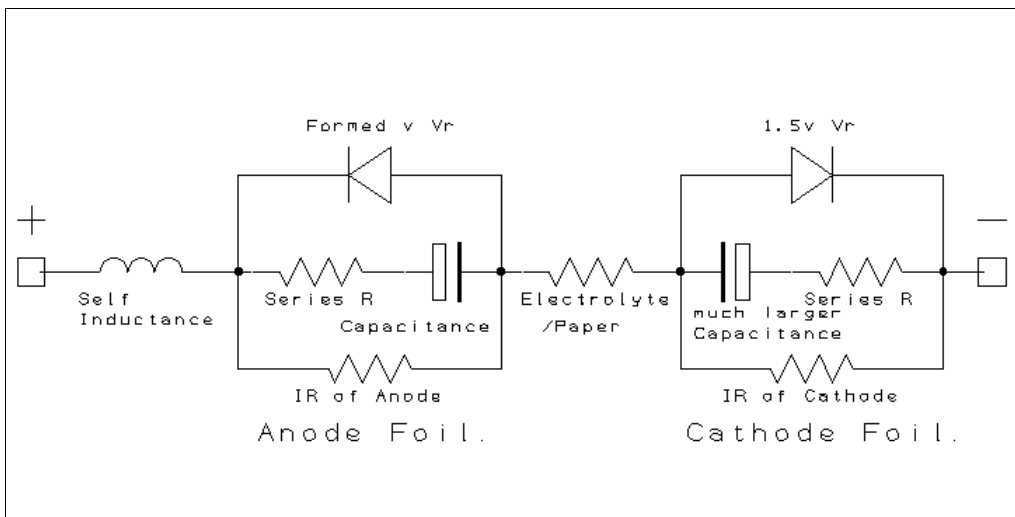 Formed v Vr
1.5v Vr
+
−
Self
Inductance
Series R
Capacitance
Electrolyte
/Paper
much larger
Capacitance
Series R
IR of Anode
IR of Cathode
Anode Foil.
Cathode Foil.